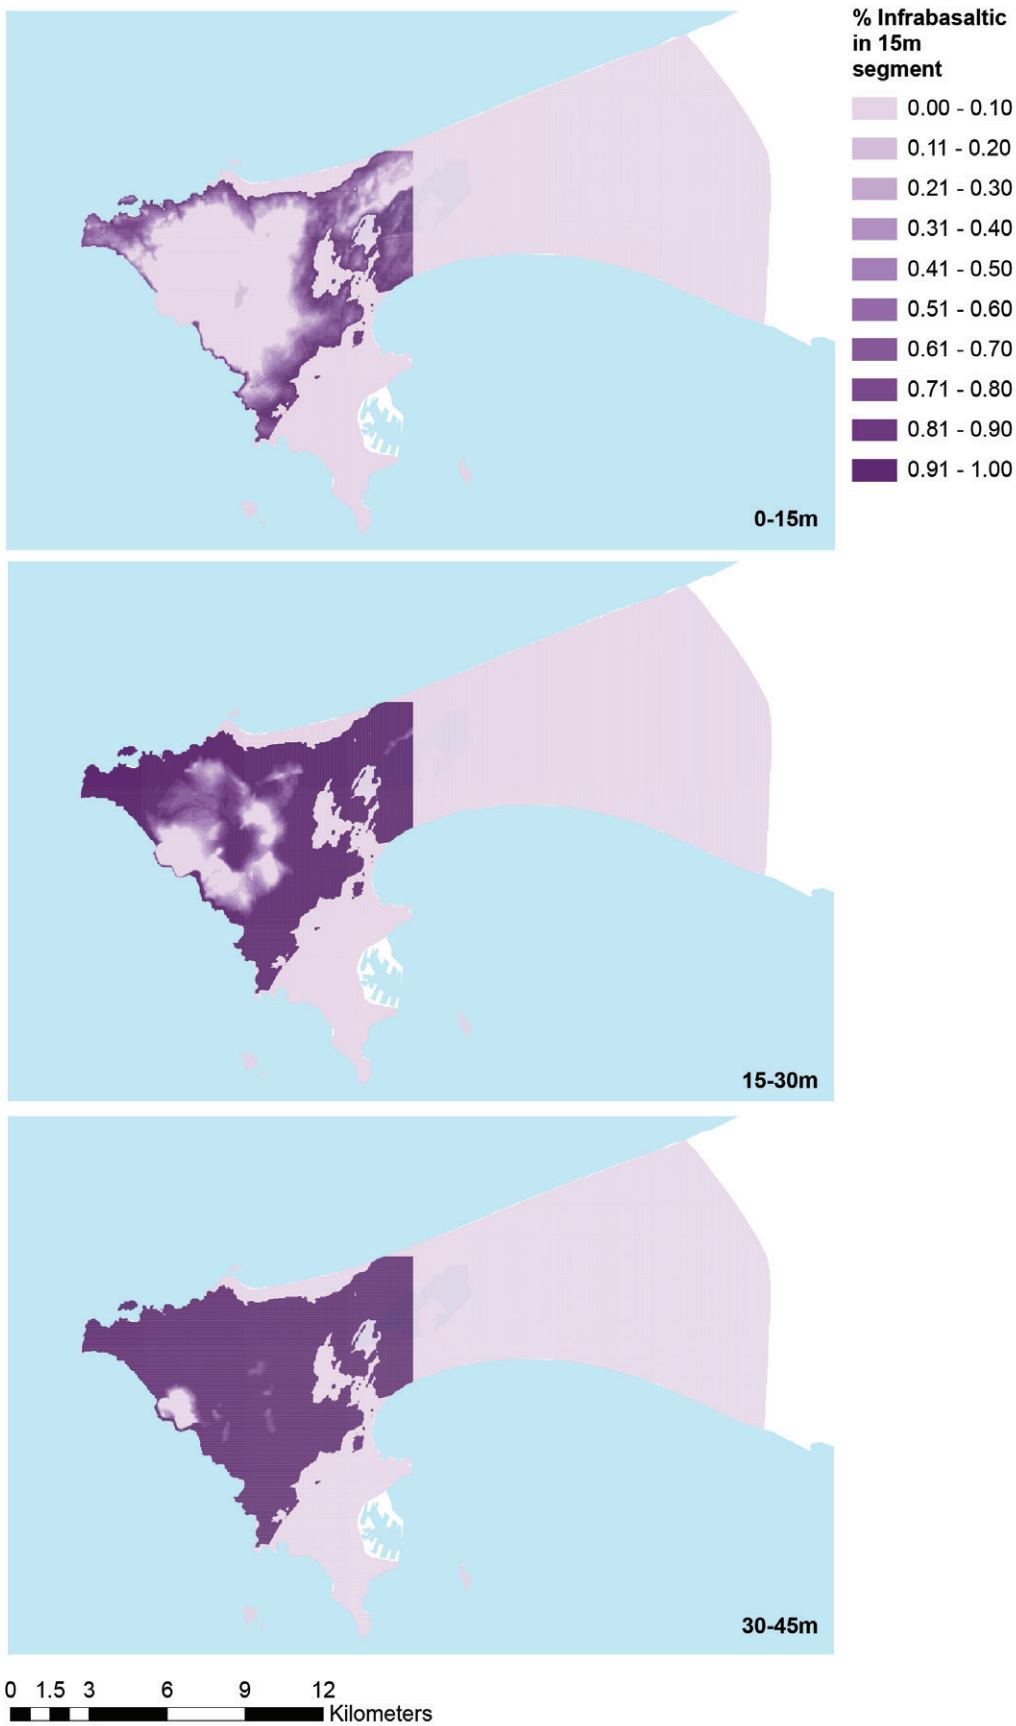 % Infrabasaltic
in 15m
segment
0.00 - 0.10
0.11 - 0.20
0.21 - 0.30
0.31 - 0.40
0.41 - 0.50
0.51 - 0.60
0.61 - 0.70
0.71 - 0.80
0.81 - 0.90
0.91 - 1.00
0-15m
15-30m
30-45m
0 1.5 3 6 9 12
Kilometers